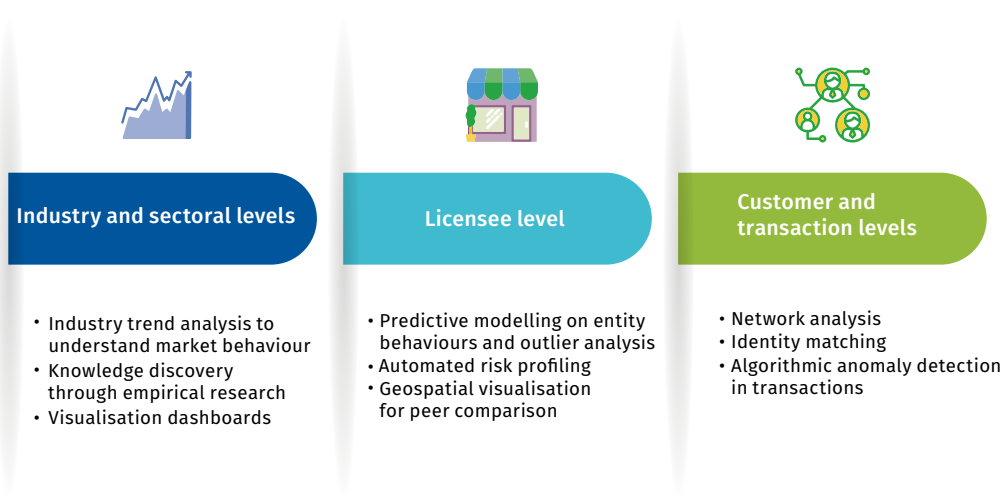 Industry and sectoral levels
Licensee level
Customer and
transaction levels
• Industry trend analysis to
understand market behaviour
• Knowledge discovery
through empirical research
• Visualisation dashboards
• Predictive modelling on entity
behaviours and outlier analysis
• Automated risk profiling
• Geospatial visualisation
for peer comparison
• Network analysis
• Identity matching
• Algorithmic anomaly detection
in transactions